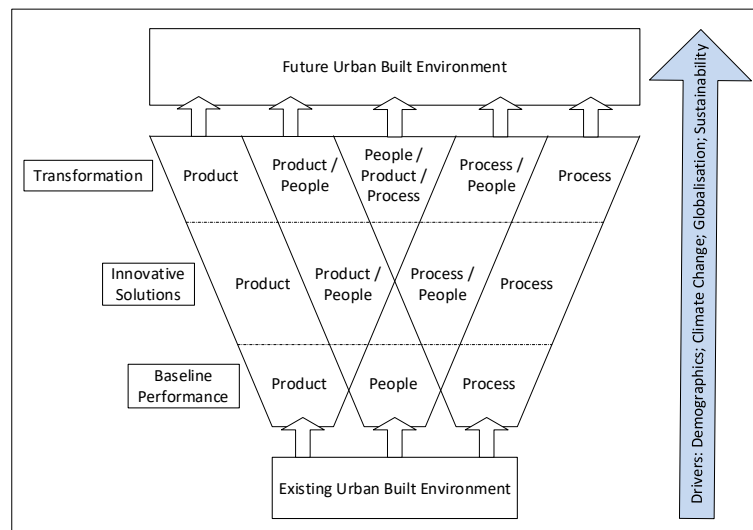 Future Urban Built Environment
Transformation
Product
Product /
People
People /
Product /
Process
Process /
People
Process
Innovative
Solutions
Product
Product /
People
Process /
People
Process
Baseline
Performance
Product
People
Process
Existing Urban Built Environment
Drivers: Demographics; Climate Change; Globalisation; Sustainability